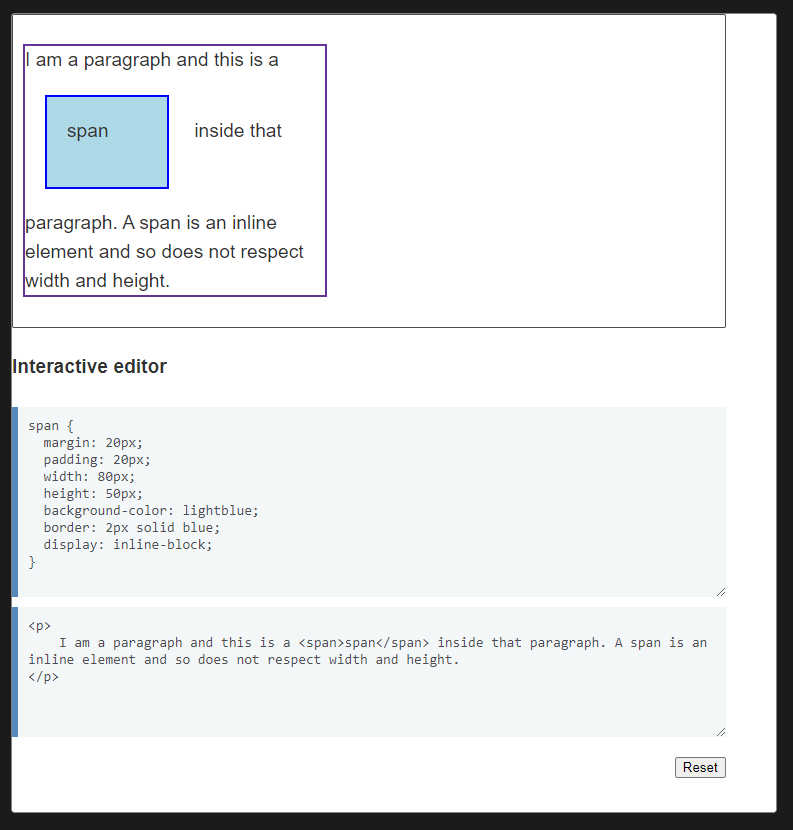 I am a paragraph and this is a
span inside that
paragraph. A span is an inline
element and so does not respect
width and height.
Interactive editor
span {
  margin: 20px;
  padding: 20px;
  width: 80px;
  height: 50px;
  background-color: lightblue;
  border: 2px solid blue;
  display: inline-block;
}
<p>
    I am a paragraph and this is a <span>span</span> inside that paragraph. A span is an
inline element and so does not respect width and height.
</p>
Reset